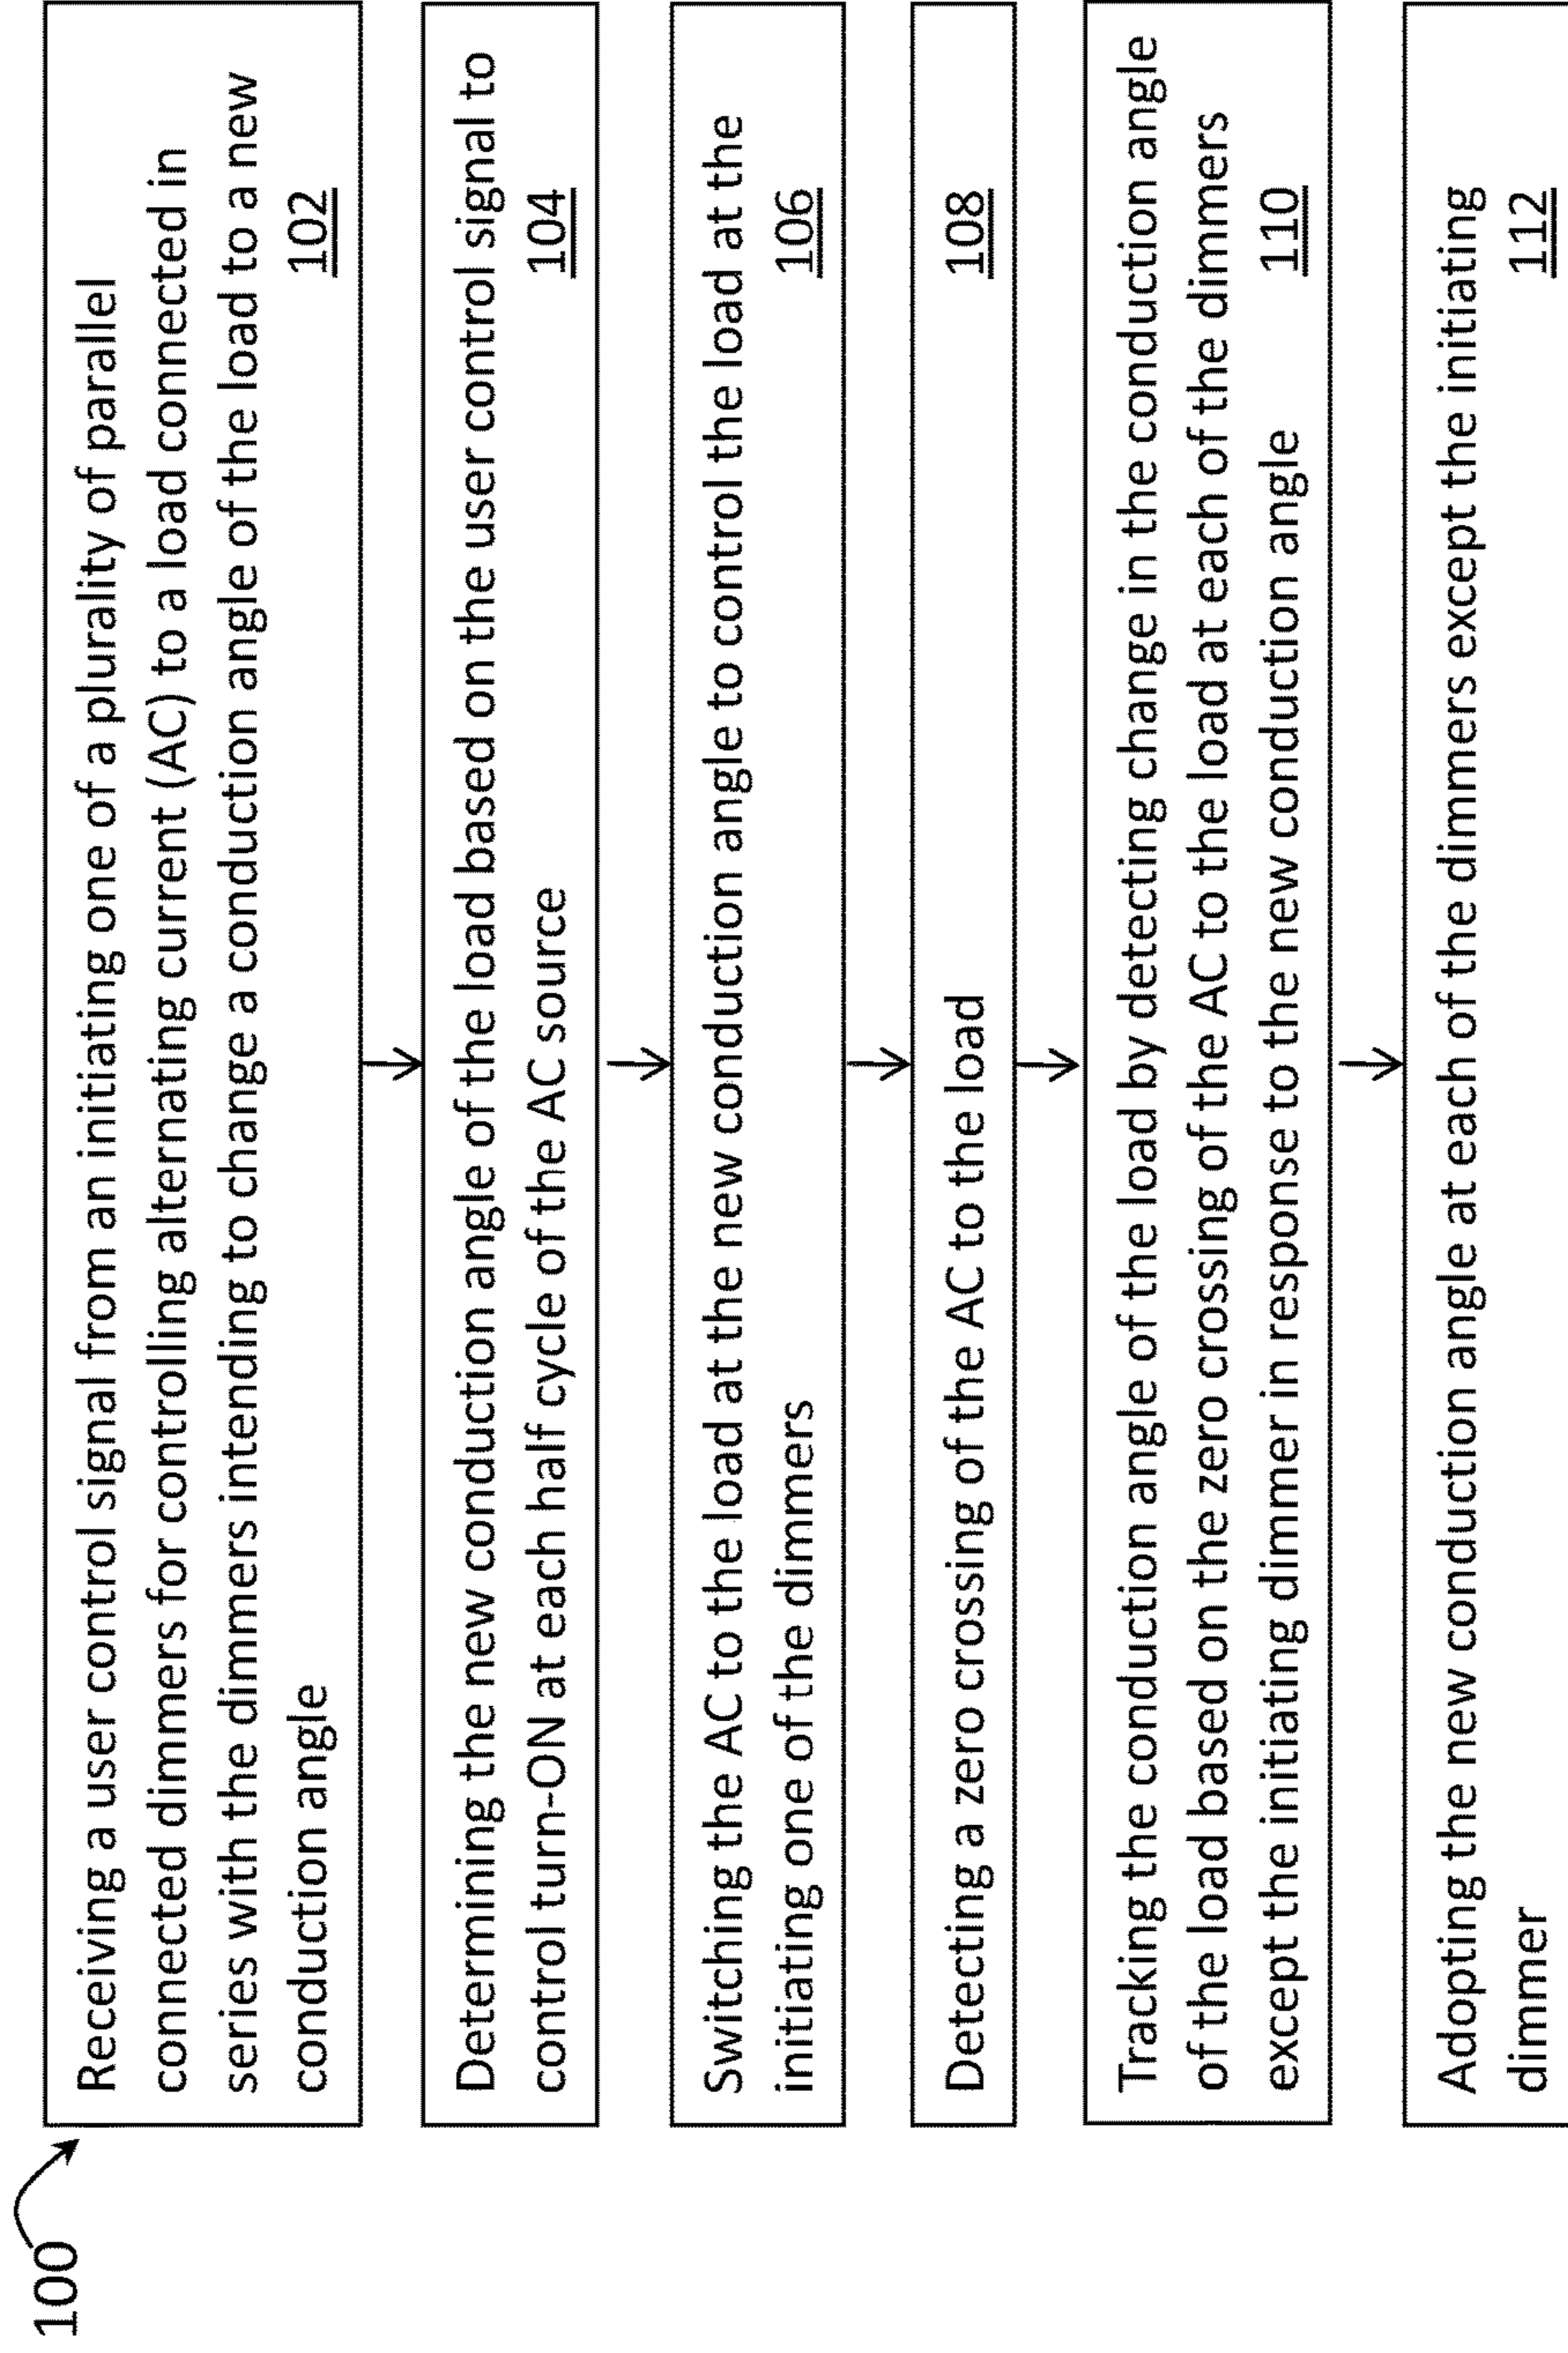 100
Receiving a user control signal from an initiating one of a plurality of parallel
connected dimmers for controlling alternating current (AC) to a load connected in
series with the dimmers intending to change a conduction angle of the load to a new
conduction angle 102
Determining the new conduction angle of the load based on the user control signal to
control turn-ON at each half cycle of the AC source 104
Switching the AC to the load at the new conduction angle to control the load at the
initiating one of the dimmers 106
Detecting a zero crossing of the AC to the load 108
Tracking the conduction angle of the load by detecting change in the conduction angle
of the load based on the zero crossing of the AC to the load at each of the dimmers
except the initiating dimmer in response to the new conduction angle 110
Adopting the new conduction angle at each of the dimmers except the initiating
dimmer 112